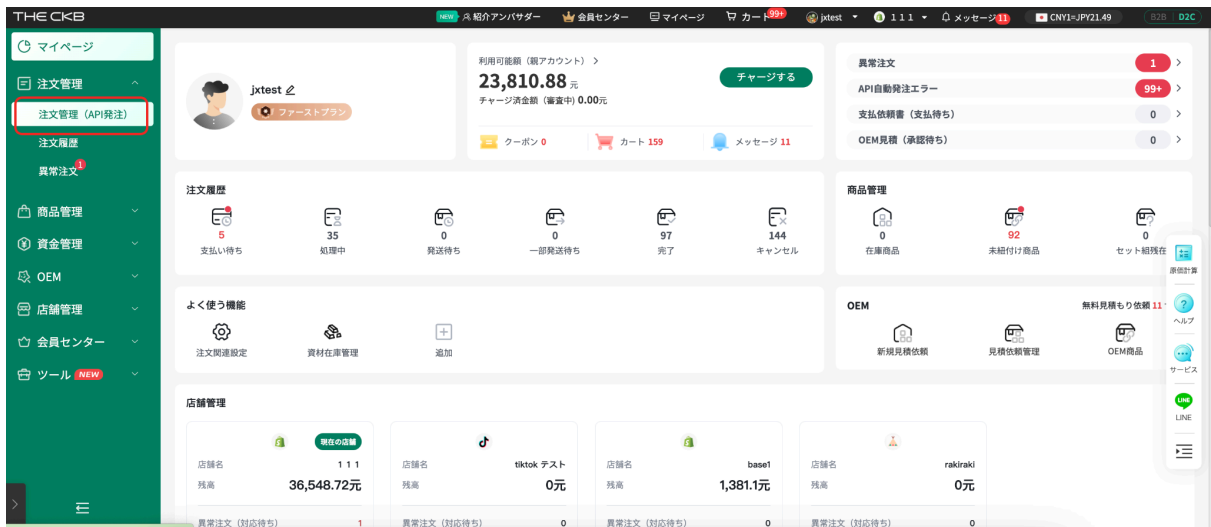 THE CKB
NEW 紹介アンバサダー 会員センター マイページ カート 99+ jxtest 1 1 1 メッセージ 11 CNY1=JPY21.49 B2B D2C
マイページ
注文管理
注文管理（API発注）
注文履歴
異常注文 1
商品管理
資金管理
OEM
店舗管理
会員センター
ツール NEW
jxtest
ファーストプラン
利用可能額（親アカウント）
23,810.88 元
チャージ済金額（審査中）0.00元
チャージする
クーポン 0 カート 159 メッセージ 11
異常注文 1
API自動発注エラー 99+
支払依頼書（支払待ち） 0
OEM見積（承認待ち） 0
注文履歴
5 35 0 0 97 144
支払い待ち 処理中 発送待ち 一部発送待ち 完了 キャンセル
商品管理
0 92 0
在庫商品 未紐付け商品 セット組残在
よく使う機能
注文関連設定 資材在庫管理 追加
OEM 無料見積もり依頼 11
新規見積依頼 見積依頼管理 OEM商品
原価計算
ヘルプ
サービス
LINE
LINE
店舗管理
現在の店舗
店舗名 1 1 1 店舗名 tiktok テスト 店舗名 base1 店舗名 rakiraki
残高 36,548.72元 残高 0元 残高 1,381.1元 残高 0元
異常注文（対応待ち） 1 異常注文（対応待ち） 0 異常注文（対応待ち） 0 異常注文（対応待ち） 0